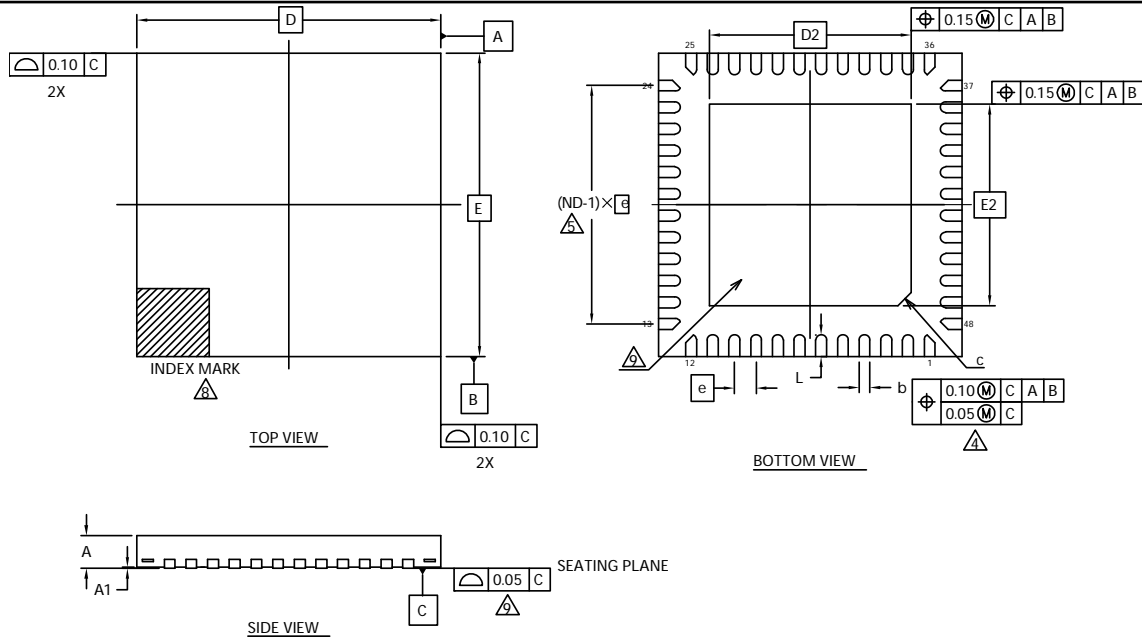 D
A
0.10 C
2X
E
INDEX MARK
8
B
TOP VIEW
0.10 C
2X
0.15 Ⓜ C A B
D2
25
36
24
37
0.15 Ⓜ C A B
(ND-1)× e
5
E2
13
48
9
12
1
C
e
L
b
0.10 Ⓜ C A B
0.05 Ⓜ C
4
BOTTOM VIEW
A
A1
SEATING PLANE
0.05 C
9
C
SIDE VIEW